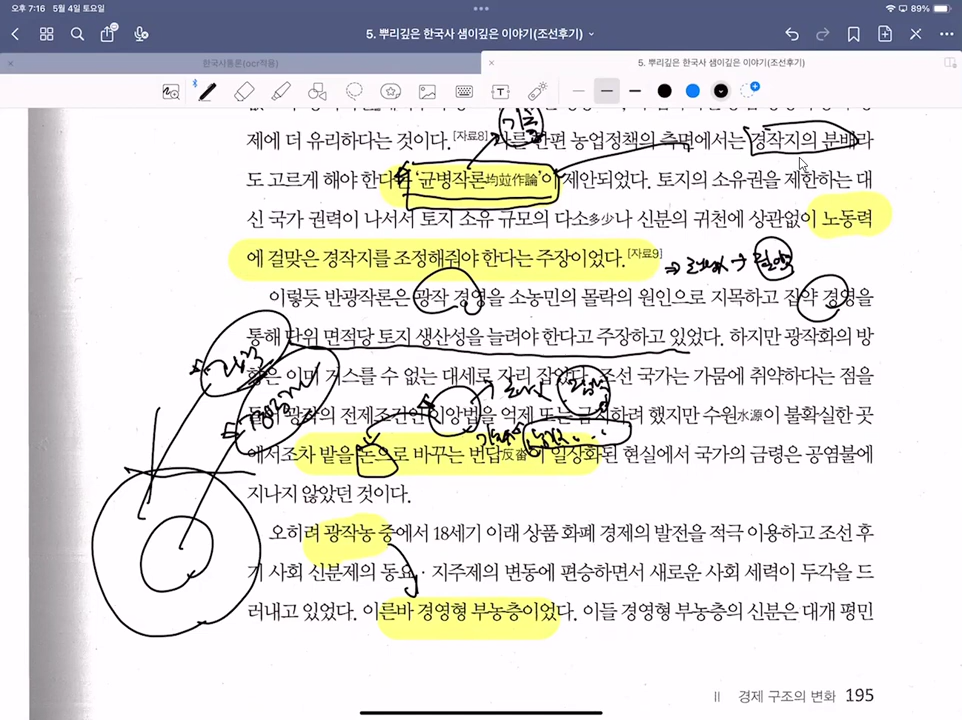 오후 7:16 5월 4일 토요일
89%
5. 뿌리깊은 한국사 샘이깊은 이야기(조선후기)
한국사통론(ocr적용)
5. 뿌리깊은 한국사 샘이깊은 이야기(조선후기)
제에 더 유리하다는 것이다.[자료8] 다른 한편 농업정책의 측면에서는 경작지의 분배라
도 고르게 해야 한다는 '균병작론均並作論'이 제안되었다. 토지의 소유권을 제한하는 대
신 국가 권력이 나서서 토지 소유 규모의 다소多少나 신분의 귀천에 상관없이 노동력
에 걸맞은 경작지를 조정해줘야 한다는 주장이었다.[자료9]
이렇듯 반광작론은 광작 경영을 소농민의 몰락의 원인으로 지목하고 집약 경영을
통해 단위 면적당 토지 생산성을 늘려야 한다고 주장하고 있었다. 하지만 광작화의 방
향은 이미 거스를 수 없는 대세로 자리 잡았다. 조선 국가는 가뭄에 취약하다는 점을
광작의 전제조건인 이앙법을 억제 또는 금지하려 했지만 수원水源이 불확실한 곳
에서조차 밭을 논으로 바꾸는 번답反畓이 일상화된 현실에서 국가의 금령은 공염불에
지나지 않았던 것이다.
오히려 광작농 중에서 18세기 이래 상품 화폐 경제의 발전을 적극 이용하고 조선 후
기 사회 신분제의 동요·지주제의 변동에 편승하면서 새로운 사회 세력이 두각을 드
러내고 있었다. 이른바 경영형 부농층이었다. 이들 경영형 부농층의 신분은 대개 평민
II 경제 구조의 변화 195